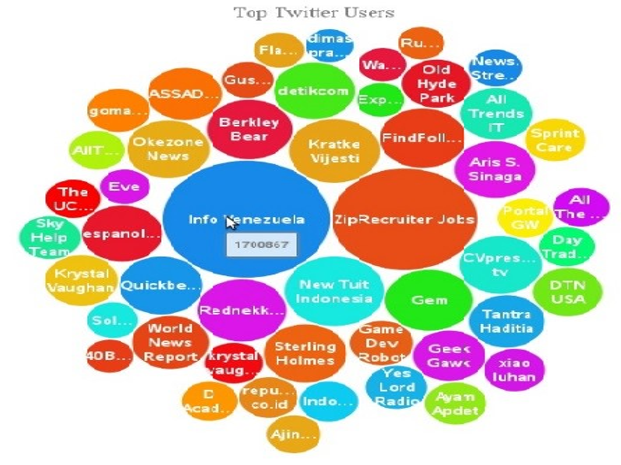 Top Twitter Users
Fla...
dimas
pra...
Ru...
Wa...
News.
Stre...
Old
Hyde
Park
ASSAD...
Gus...
detikcom
Exp...
All
Trends
IT
goma...
Berkley
Bear
Kratke
Vijesti
FindFoll...
Sprint
Care
AllT...
Okezone
News
Aris S.
Sinaga
The
UC...
Eve
Info Venezuela
ZipRecruiter Jobs
Portal
GW
All
The ...
Sky
Help
Team
espanol...
1700867
Day
Trad...
Krystal
Vaughan
Quickbe...
New Tuit
Indonesia
Gem
CVpres...
tv
DTN
USA
Sol...
Rednekk...
Tantra
Haditia
World
News
Report
Game
Dev
Robot
40B...
krystal
vaug...
Sterling
Holmes
Geek
Gawk
xiao
luhan
D
Acad...
repu...
co.id
Indo...
Yes
Lord
Radio
Ayam
Apdet
Ajin...